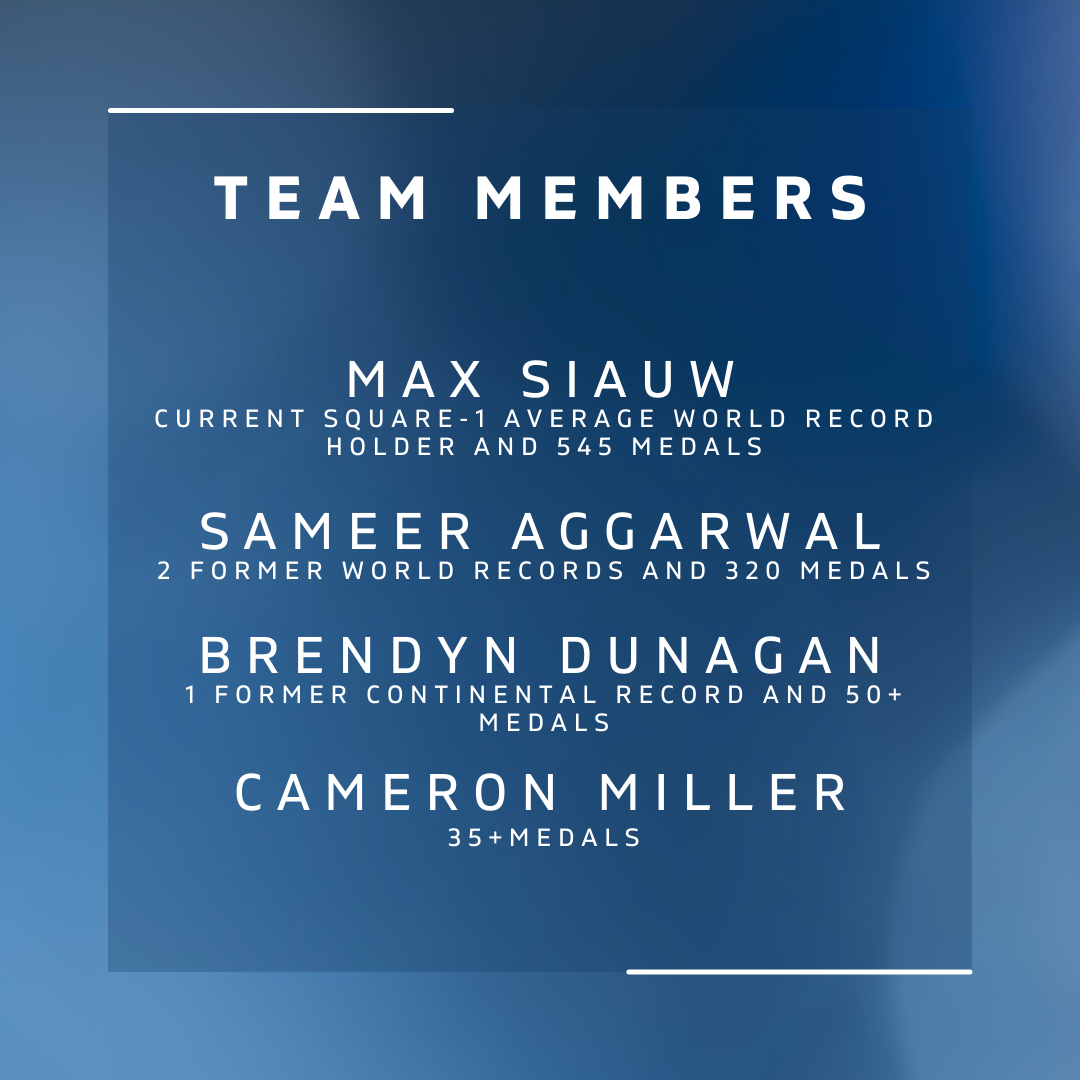 TEAM MEMBERS
MAX SIAUW
CURRENT SQUARE-1 AVERAGE WORLD RECORD
HOLDER AND 545 MEDALS
SAMEER AGGARWAL
2 FORMER WORLD RECORDS AND 320 MEDALS
BRENDYN DUNAGAN
1 FORMER CONTINENTAL RECORD AND 50+
MEDALS
CAMERON MILLER
35+MEDALS